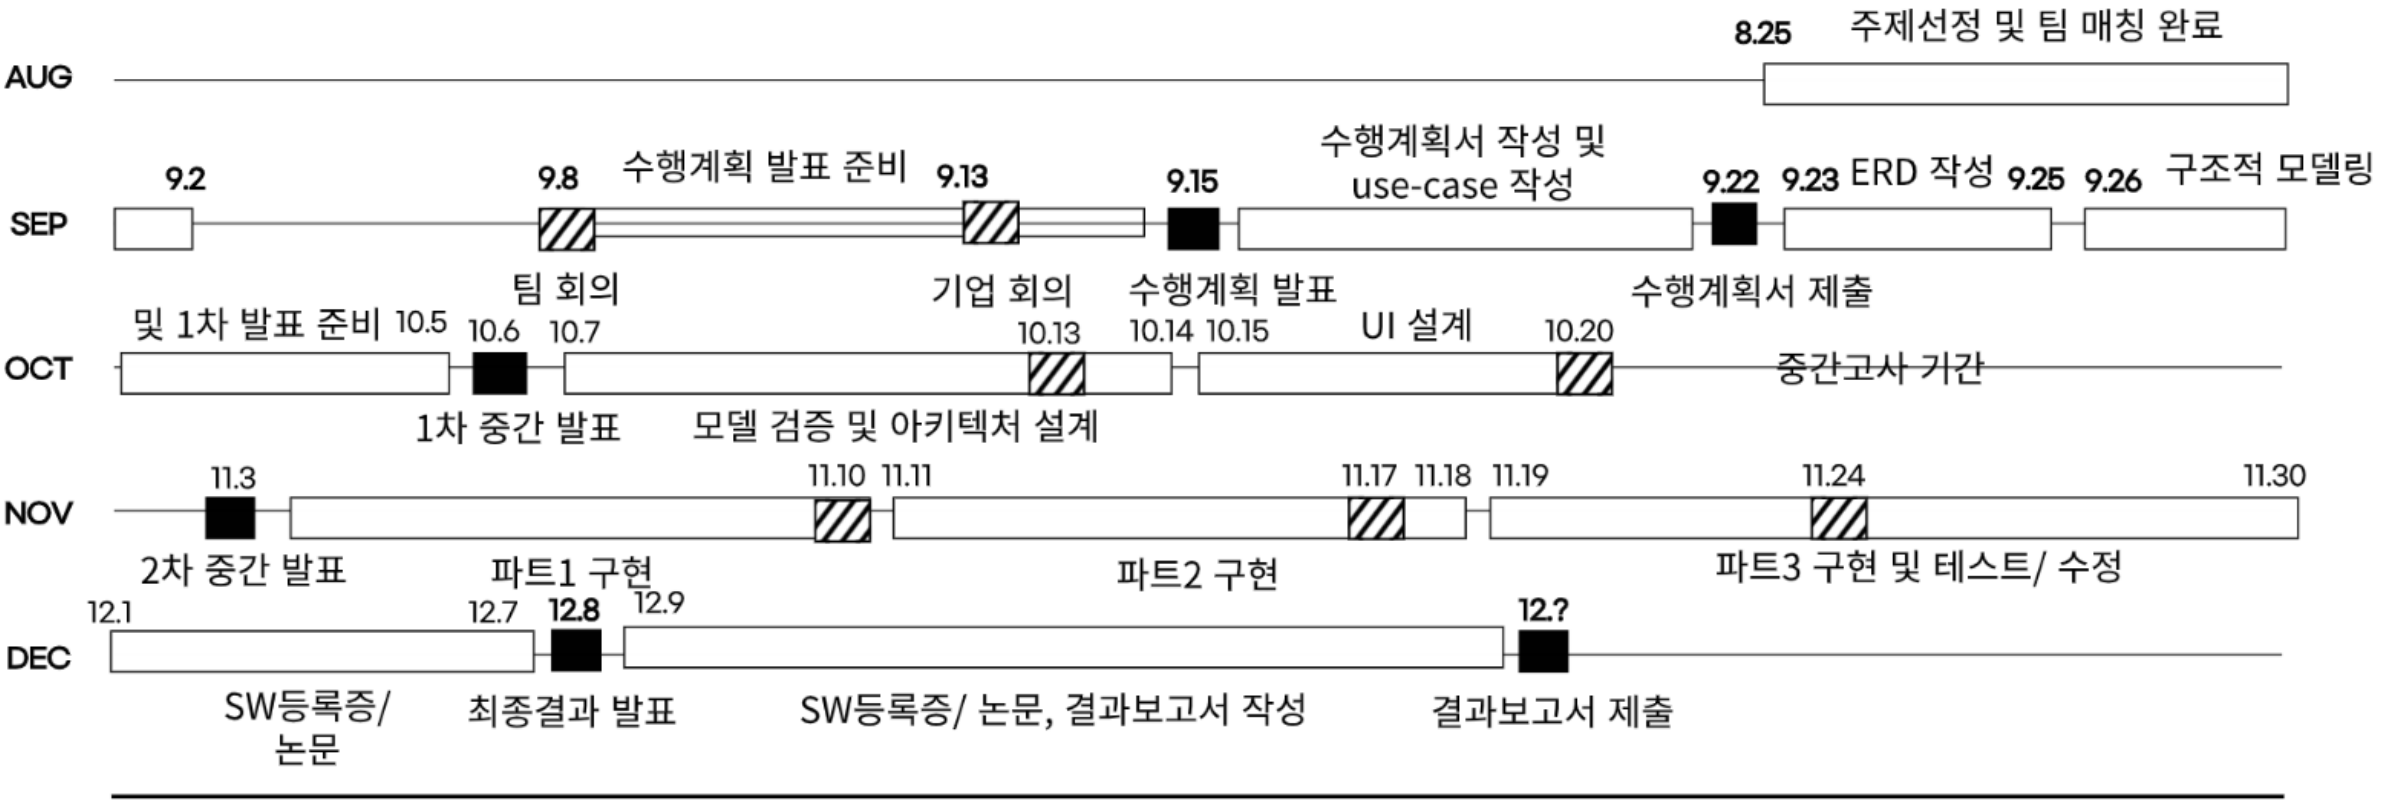 8.25 주제선정 및 팀 매칭 완료
AUG
수행계획서 작성 및
use-case 작성
9.2 9.8 수행계획 발표 준비 9.13 9.15 9.22 9.23 ERD 작성 9.25 9.26 구조적 모델링
SEP
팀 회의 기업 회의 수행계획 발표 수행계획서 제출
및 1차 발표 준비 10.5 10.6 10.7 10.13 10.14 10.15 UI 설계 10.20
OCT 중간고사 기간
1차 중간 발표 모델 검증 및 아키텍처 설계
11.3 11.10 11.11 11.17 11.18 11.19 11.24 11.30
NOV
2차 중간 발표 파트1 구현 파트2 구현 파트3 구현 및 테스트/ 수정
12.1 12.7 12.8 12.9 12.?
DEC
SW등록증/
논문
최종결과 발표 SW등록증/ 논문, 결과보고서 작성 결과보고서 제출